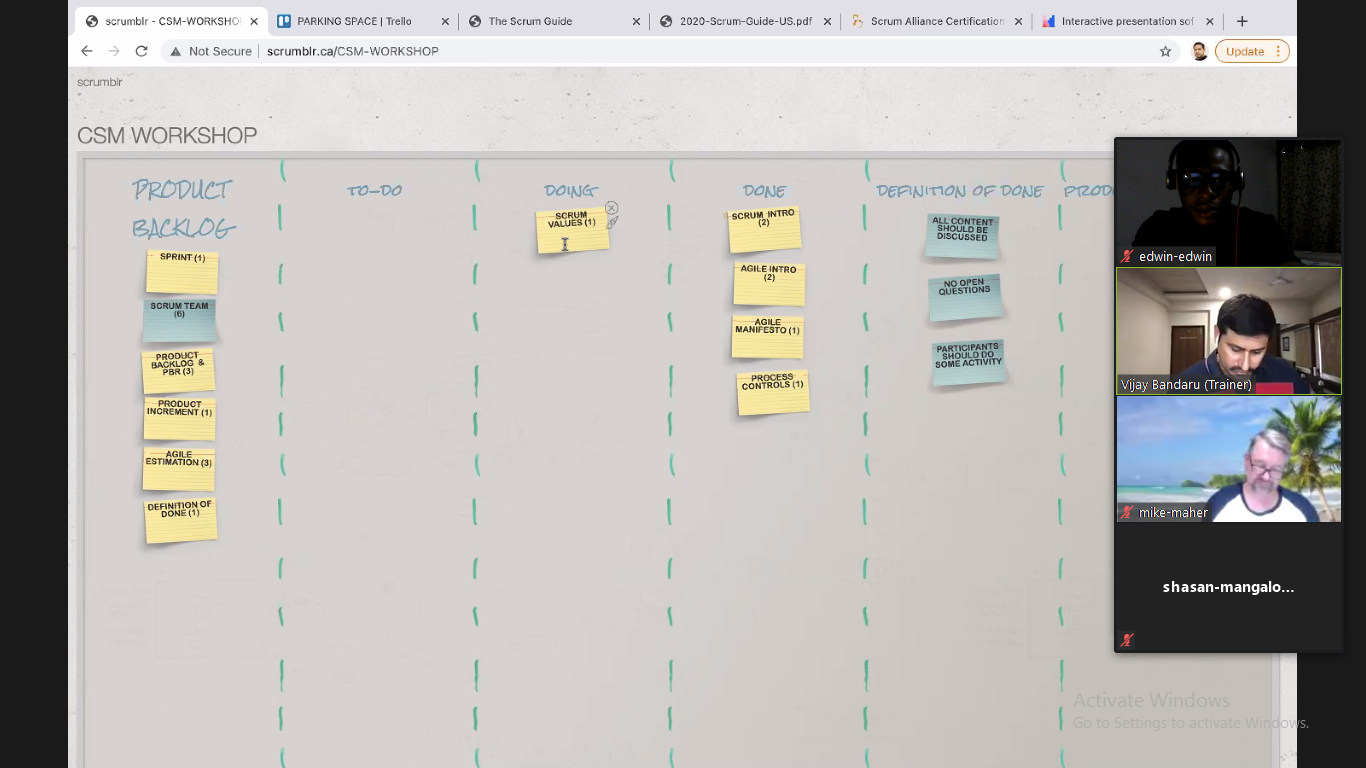 scrumblr - CSM-WORKSHO
PARKING SPACE | Trello
The Scrum Guide
2020-Scrum-Guide-US.pdf
Scrum Alliance Certification
Interactive presentation sof
Not Secure
scrumblr.ca/CSM-WORKSHOP
Update
scrumblr
CSM WORKSHOP
PRODUCT
BACKLOG
SPRINT (1)
SCRUM TEAM
(6)
PRODUCT
BACKLOG &
PBR (3)
PRODUCT
INCREMENT (1)
AGILE
ESTIMATION (3)
DEFINITION OF
DONE (1)
TO-DO
DOING
SCRUM
VALUES (1)
DONE
SCRUM INTRO
(2)
AGILE INTRO
(2)
AGILE
MANIFESTO (1)
PROCESS
CONTROLS (1)
DEFINITION OF DONE
ALL CONTENT
SHOULD BE
DISCUSSED
NO OPEN
QUESTIONS
PARTICIPANTS
SHOULD DO
SOME ACTIVITY
PROD
edwin-edwin
Vijay Bandaru (Trainer)
mike-maher
shasan-mangalo...
Activate Windows
Go to Settings to activate Windows.